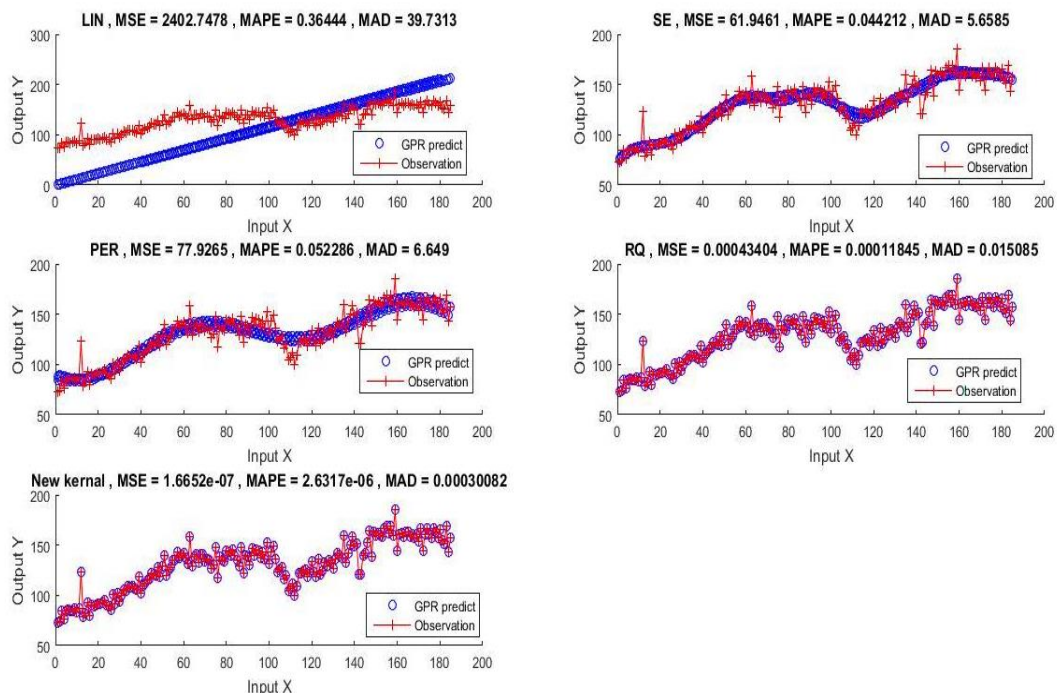 LIN , MSE = 2402.7478 , MAPE = 0.36444 , MAD = 39.7313
Output Y
300
200
100
0
0 20 40 60 80 100 120 140 160 180 200
Input X
GPR predict
Observation
SE , MSE = 61.9461 , MAPE = 0.044212 , MAD = 5.6585
Output Y
200
150
100
50
0 20 40 60 80 100 120 140 160 180 200
Input X
GPR predict
Observation
PER , MSE = 77.9265 , MAPE = 0.052286 , MAD = 6.649
Output Y
200
150
100
50
0 20 40 60 80 100 120 140 160 180 200
Input X
GPR predict
Observation
RQ , MSE = 0.00043404 , MAPE = 0.00011845 , MAD = 0.015085
Output Y
200
150
100
50
0 20 40 60 80 100 120 140 160 180 200
Input X
GPR predict
Observation
New kernal , MSE = 1.6652e-07 , MAPE = 2.6317e-06 , MAD = 0.00030082
Output Y
200
150
100
50
0 20 40 60 80 100 120 140 160 180 200
Input X
GPR predict
Observation